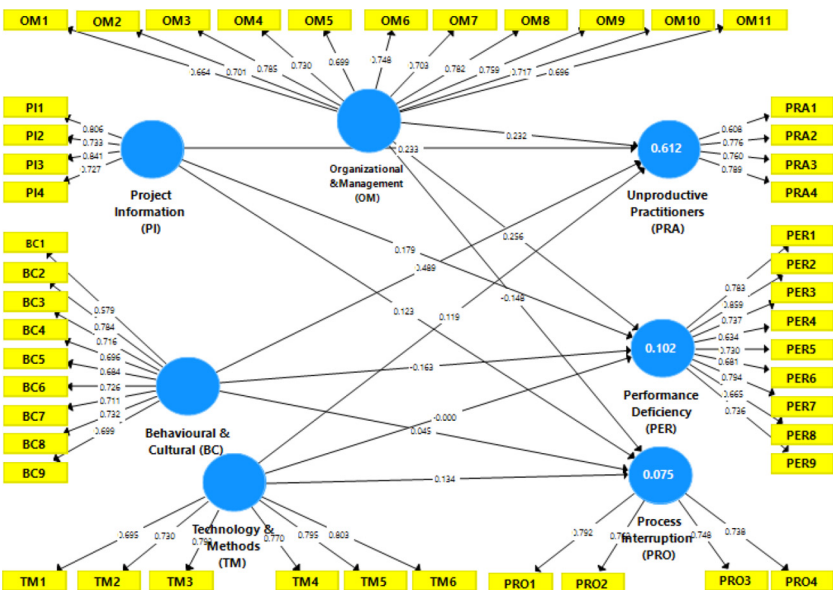 OM1 OM2 OM3 OM4 OM5 OM6 OM7 OM8 OM9 OM10 OM11
0.664 0.701 0.785 0.730 0.699 0.748 0.703 0.782 0.759 0.717 0.696
PI1
PI2
PI3
PI4
0.806
0.733
0.841
0.727
Project
Information
(PI)
Organizational
&Management
(OM)
0.232
0.233
0.612
Unproductive
Practitioners
(PRA)
0.608
0.776
0.760
0.789
PRA1
PRA2
PRA3
PRA4
0.256
0.179
0.489
-0.148
0.123
0.119
BC1
BC2
BC3
BC4
BC5
BC6
BC7
BC8
BC9
0.579
0.784
0.716
0.696
0.684
0.726
0.711
0.732
0.699
Behavioural &
Cultural (BC)
-0.163
-0.000
0.045
0.134
0.102
Performance
Deficiency
(PER)
0.783
0.859
0.737
0.634
0.730
0.681
0.794
0.665
0.736
PER1
PER2
PER3
PER4
PER5
PER6
PER7
PER8
PER9
0.075
Process
Interruption
(PRO)
0.792
0.748
0.738
PRO1 PRO2 PRO3 PRO4
Technology &
Methods
(TM)
0.695 0.730 0.770 0.795 0.803
TM1 TM2 TM3 TM4 TM5 TM6